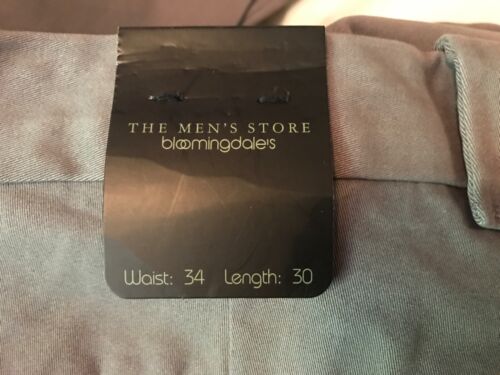 THE MEN'S STORE
bloomingdale's
Waist: 34 Length: 30